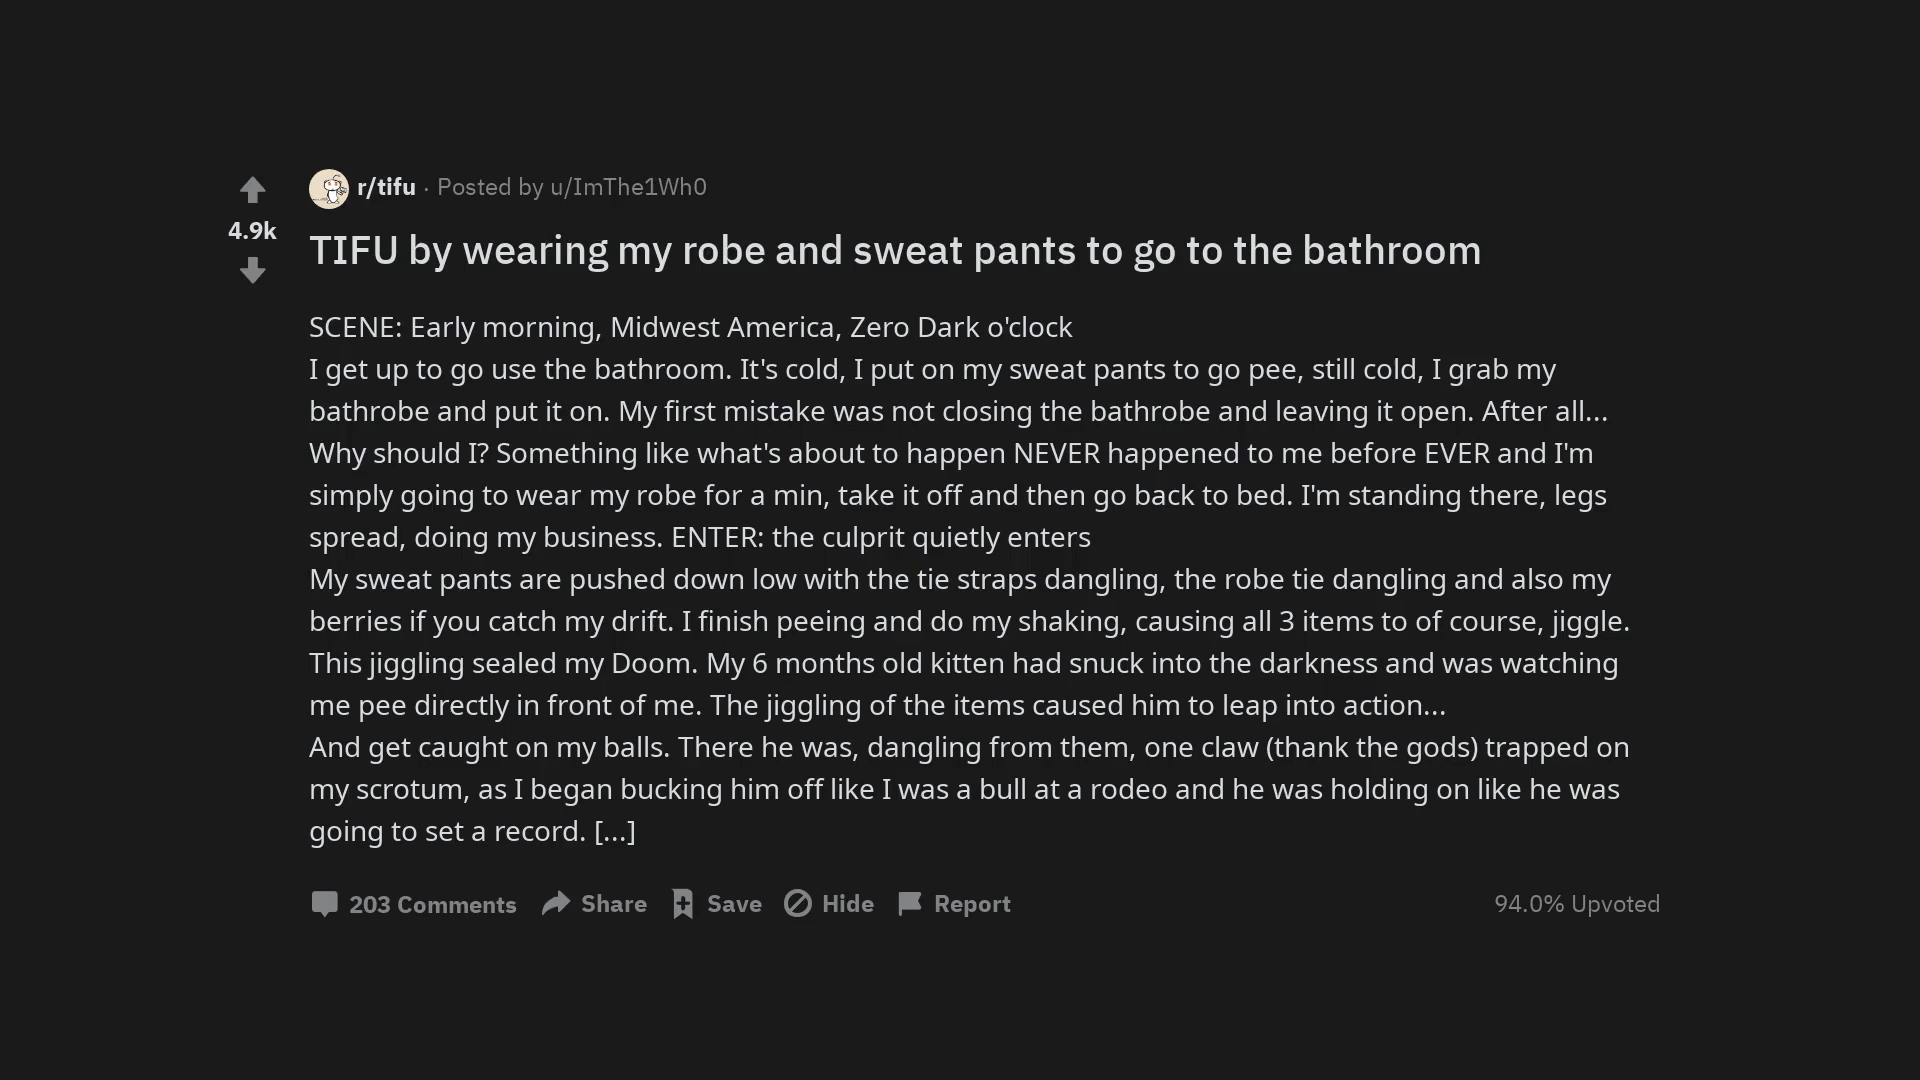 r/tifu · Posted by u/ImThe1Wh0
4.9k
TIFU by wearing my robe and sweat pants to go to the bathroom
SCENE: Early morning, Midwest America, Zero Dark o'clock
I get up to go use the bathroom. It's cold, I put on my sweat pants to go pee, still cold, I grab my
bathrobe and put it on. My first mistake was not closing the bathrobe and leaving it open. After all...
Why should I? Something like what's about to happen NEVER happened to me before EVER and I'm
simply going to wear my robe for a min, take it off and then go back to bed. I'm standing there, legs
spread, doing my business. ENTER: the culprit quietly enters
My sweat pants are pushed down low with the tie straps dangling, the robe tie dangling and also my
berries if you catch my drift. I finish peeing and do my shaking, causing all 3 items to of course, jiggle.
This jiggling sealed my Doom. My 6 months old kitten had snuck into the darkness and was watching
me pee directly in front of me. The jiggling of the items caused him to leap into action...
And get caught on my balls. There he was, dangling from them, one claw (thank the gods) trapped on
my scrotum, as I began bucking him off like I was a bull at a rodeo and he was holding on like he was
going to set a record. [...]
203 Comments Share Save Hide Report 94.0% Upvoted